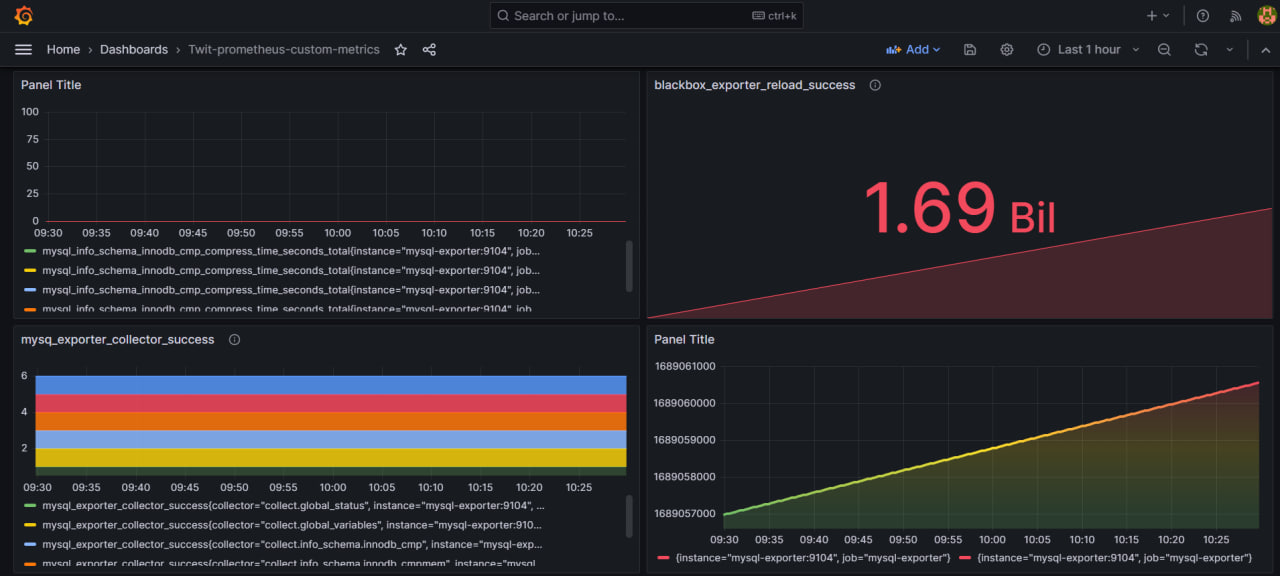 Search or jump to...
ctrl+k
Home › Dashboards › Twit-prometheus-custom-metrics
Add
Last 1 hour
Panel Title
100
75
50
25
0
09:30 09:35 09:40 09:45 09:50 09:55 10:00 10:05 10:10 10:15 10:20 10:25
mysql_info_schema_innodb_cmp_compress_time_seconds_total{instance="mysql-exporter:9104", job...
mysql_info_schema_innodb_cmp_compress_time_seconds_total{instance="mysql-exporter:9104", job...
mysql_info_schema_innodb_cmp_compress_time_seconds_total{instance="mysql-exporter:9104", job...
mysql_info_schema_innodb_cmp_compress_time_seconds_total{instance="mysql-exporter:9104", job
blackbox_exporter_reload_success
1.69 Bil
mysq_exporter_collector_success
6
4
2
09:30 09:35 09:40 09:45 09:50 09:55 10:00 10:05 10:10 10:15 10:20 10:25
mysql_exporter_collector_success{collector="collect.global_status", instance="mysql-exporter:9104", ...
mysql_exporter_collector_success{collector="collect.global_variables", instance="mysql-exporter:910...
mysql_exporter_collector_success{collector="collect.info_schema.innodb_cmp", instance="mysql-exp...
mysql_exporter_collector_success{collector="collect.info_schema.innodb_cmpmem", instance="mysql
Panel Title
1689061000
1689060000
1689059000
1689058000
1689057000
09:30 09:35 09:40 09:45 09:50 09:55 10:00 10:05 10:10 10:15 10:20 10:25
{instance="mysql-exporter:9104", job="mysql-exporter"} {instance="mysql-exporter:9104", job="mysql-exporter"}